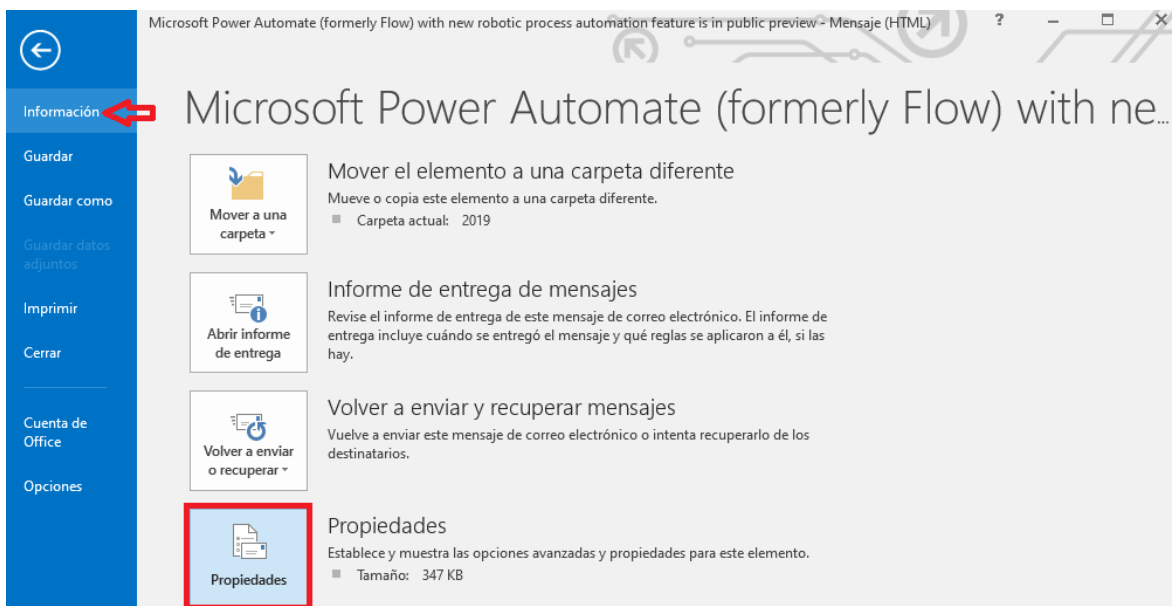 Microsoft Power Automate (formerly Flow) with new robotic process automation feature is in public preview - Mensaje (HTML)
?
Información
Guardar
Guardar como
Guardar datos
adjuntos
Imprimir
Cerrar
Cuenta de
Office
Opciones
Microsoft Power Automate (formerly Flow) with ne...
Mover a una
carpeta
Mover el elemento a una carpeta diferente
Mueve o copia este elemento a una carpeta diferente.
Carpeta actual: 2019
Abrir informe
de entrega
Informe de entrega de mensajes
Revise el informe de entrega de este mensaje de correo electrónico. El informe de
entrega incluye cuándo se entregó el mensaje y qué reglas se aplicaron a él, si las
hay.
Volver a enviar
o recuperar
Volver a enviar y recuperar mensajes
Vuelve a enviar este mensaje de correo electrónico o intenta recuperarlo de los
destinatarios.
Propiedades
Propiedades
Establece y muestra las opciones avanzadas y propiedades para este elemento.
Tamaño: 347 KB